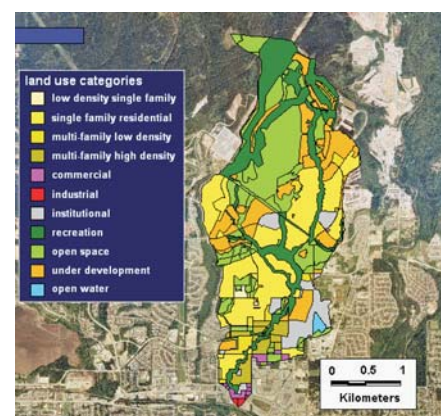 land use categories
low density single family
single family residential
multi-family low density
multi-family high density
commercial
industrial
institutional
recreation
open space
under development
open water
0 0.5 1
Kilometers